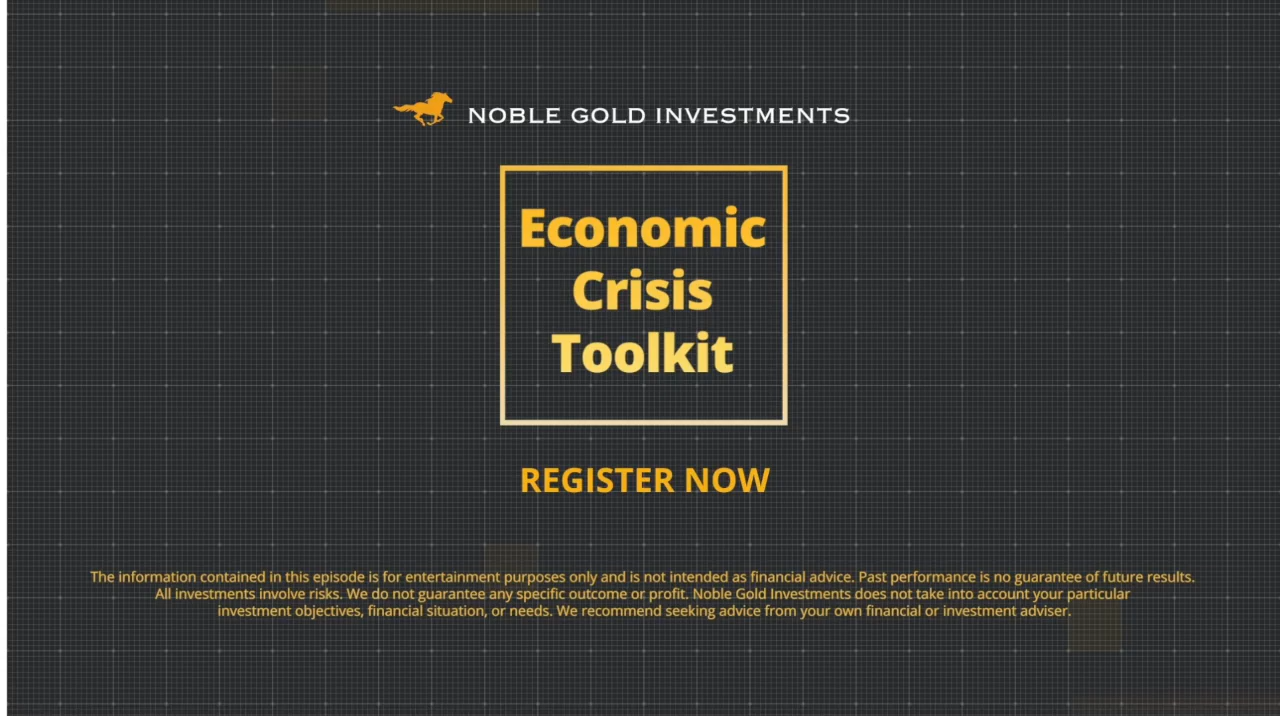 NOBLE GOLD INVESTMENTS
Economic
Crisis
Toolkit
REGISTER NOW
The information contained in this episode is for entertainment purposes only and is not intended as financial advice. Past performance is no guarantee of future results.
All investments involve risks. We do not guarantee any specific outcome or profit. Noble Gold Investments does not take into account your particular
investment objectives, financial situation, or needs. We recommend seeking advice from your own financial or investment adviser.